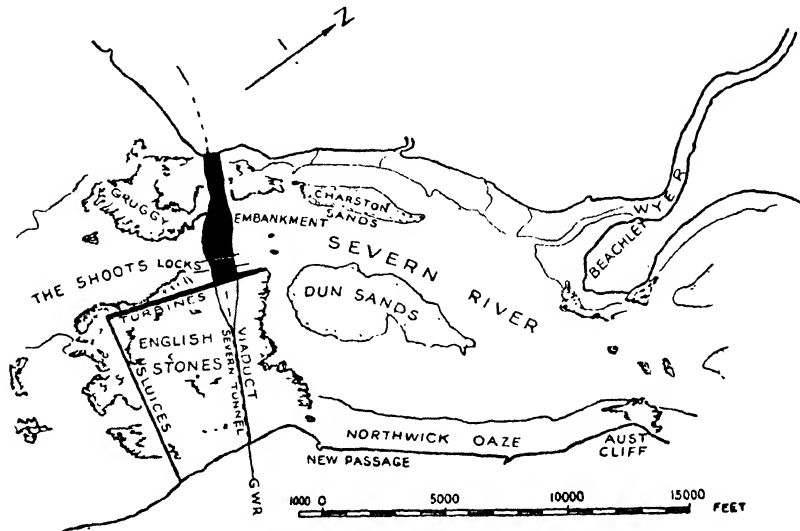 N
GRUGGY
CHARSTON
SANDS
EMBANKMENT
WYE R
BEACHLEY
SEVERN RIVER
THE SHOOTS
LOCKS
DUN SANDS
TURBINES
ENGLISH
STONES
SLUICES
VIADUCT
SEVERN TUNNEL
NORTHWICK OAZE
AUST
CLIFF
NEW PASSAGE
GWR
1000 0 5000 10000 15000 FEET